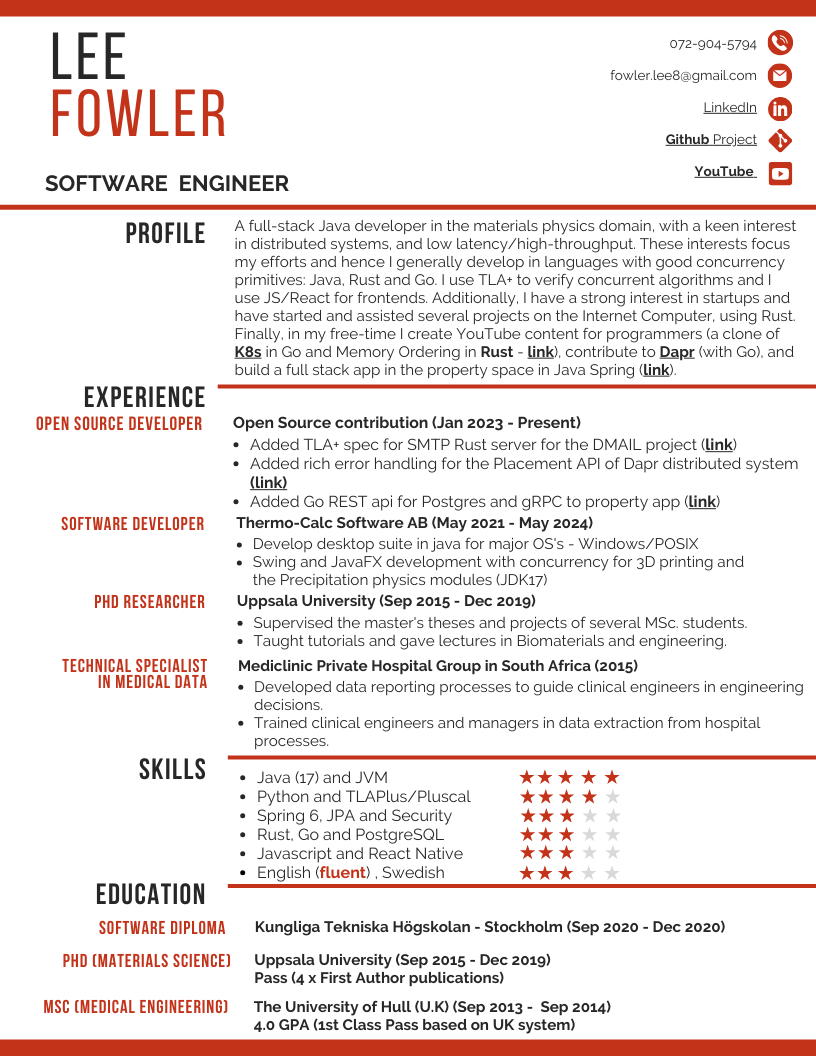 LEE
FOWLER
SOFTWARE ENGINEER
072-904-5794
fowler.lee8@gmail.com
LinkedIn
Github Project
YouTube
PROFILE
A full-stack Java developer in the materials physics domain, with a keen interest
in distributed systems, and low latency/high-throughput. These interests focus
my efforts and hence I generally develop in languages with good concurrency
primitives: Java, Rust and Go. I use TLA+ to verify concurrent algorithms and I
use JS/React for frontends. Additionally, I have a strong interest in startups and
have started and assisted several projects on the Internet Computer, using Rust.
Finally, in my free-time I create YouTube content for programmers (a clone of
K8s in Go and Memory Ordering in Rust - link), contribute to Dapr (with Go), and
build a full stack app in the property space in Java Spring (link).
EXPERIENCE
OPEN SOURCE DEVELOPER
Open Source contribution (Jan 2023 - Present)
• Added TLA+ spec for SMTP Rust server for the DMAIL project (link)
• Added rich error handling for the Placement API of Dapr distributed system
(link)
• Added Go REST api for Postgres and gRPC to property app (link)
SOFTWARE DEVELOPER
Thermo-Calc Software AB (May 2021 - May 2024)
• Develop desktop suite in java for major OS's - Windows/POSIX
• Swing and JavaFX development with concurrency for 3D printing and
the Precipitation physics modules (JDK17)
PHD RESEARCHER
Uppsala University (Sep 2015 - Dec 2019)
• Supervised the master's theses and projects of several MSc. students.
• Taught tutorials and gave lectures in Biomaterials and engineering.
TECHNICAL SPECIALIST
IN MEDICAL DATA
Mediclinic Private Hospital Group in South Africa (2015)
• Developed data reporting processes to guide clinical engineers in engineering
decisions.
• Trained clinical engineers and managers in data extraction from hospital
processes.
SKILLS
• Java (17) and JVM
• Python and TLAPlus/Pluscal
• Spring 6, JPA and Security
• Rust, Go and PostgreSQL
• Javascript and React Native
• English (fluent) , Swedish
EDUCATION
SOFTWARE DIPLOMA
Kungliga Tekniska Högskolan - Stockholm (Sep 2020 - Dec 2020)
PHD (MATERIALS SCIENCE)
Uppsala University (Sep 2015 - Dec 2019)
Pass (4 x First Author publications)
MSC (MEDICAL ENGINEERING)
The University of Hull (U.K) (Sep 2013 - Sep 2014)
4.0 GPA (1st Class Pass based on UK system)